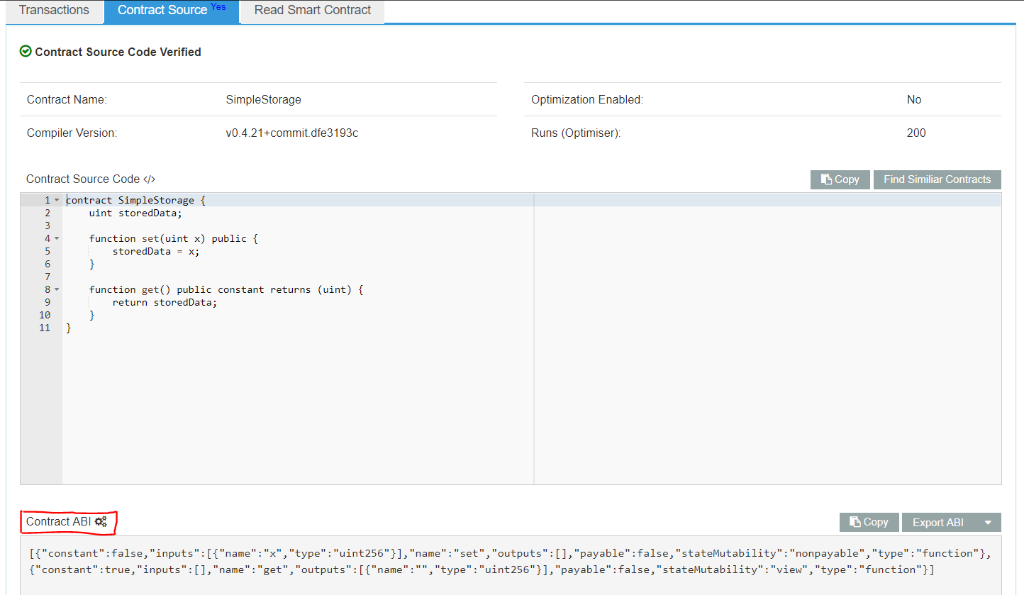 Transactions Contract Source Yes Read Smart Contract
Contract Source Code Verified
Contract Name: SimpleStorage Optimization Enabled: No
Compiler Version: v0.4.21+commit.dfe3193c Runs (Optimiser): 200
Contract Source Code </> Copy Find Similiar Contracts
1 contract SimpleStorage {
2 uint storedData;
3
4 function set(uint x) public {
5 storedData = x;
6 }
7
8 function get() public constant returns (uint) {
9 return storedData;
10 }
11 }
Contract ABI Copy Export ABI
[{"constant":false,"inputs":[{"name":"x","type":"uint256"}],"name":"set","outputs":[],"payable":false,"stateMutability":"nonpayable","type":"function"},
{"constant":true,"inputs":[],"name":"get","outputs":[{"name":"","type":"uint256"}],"payable":false,"stateMutability":"view","type":"function"}]